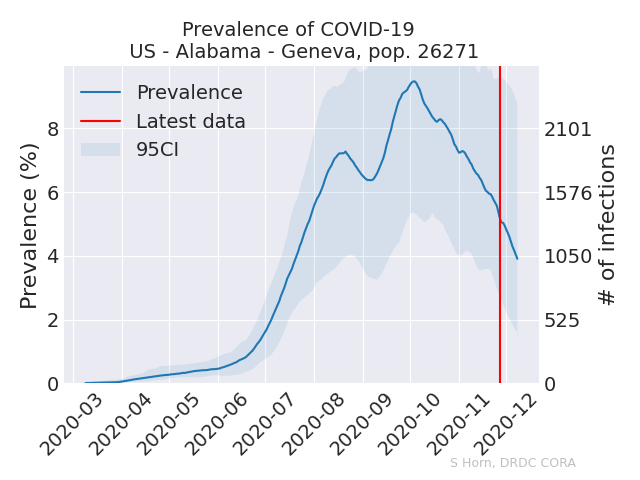 Prevalence of COVID-19
US - Alabama - Geneva, pop. 26271
Prevalence
Latest data
95CI
Prevalence (%)
8
6
4
2
0
2101
1576
1050
525
0
# of infections
2020-03
2020-04
2020-05
2020-06
2020-07
2020-08
2020-09
2020-10
2020-11
2020-12
S Horn, DRDC CORA